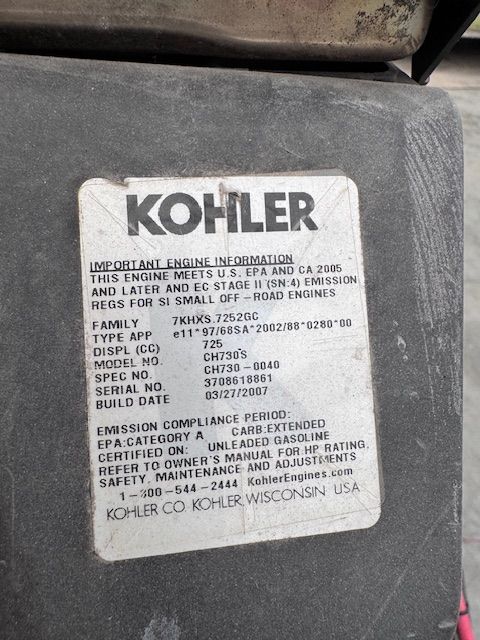 KOHLER
IMPORTANT ENGINE INFORMATION
THIS ENGINE MEETS U.S. EPA AND CA 2005
AND LATER AND EC STAGE II (SN:4) EMISSION
REGS FOR SI SMALL OFF-ROAD ENGINES
FAMILY 7KHXS.7252GC
TYPE APP e11*97/68SA*2002/88*0280*00
DISPL (CC) 725
MODEL NO. CH730S
SPEC NO. CH730-0040
SERIAL NO. 3708618861
BUILD DATE 03/27/2007
EMISSION COMPLIANCE PERIOD:
EPA:CATEGORY A CARB:EXTENDED
CERTIFIED ON: UNLEADED GASOLINE
REFER TO OWNER'S MANUAL FOR HP RATING,
SAFETY, MAINTENANCE AND ADJUSTMENTS
1-800-544-2444 KohlerEngines.com
KOHLER CO. KOHLER, WISCONSIN USA